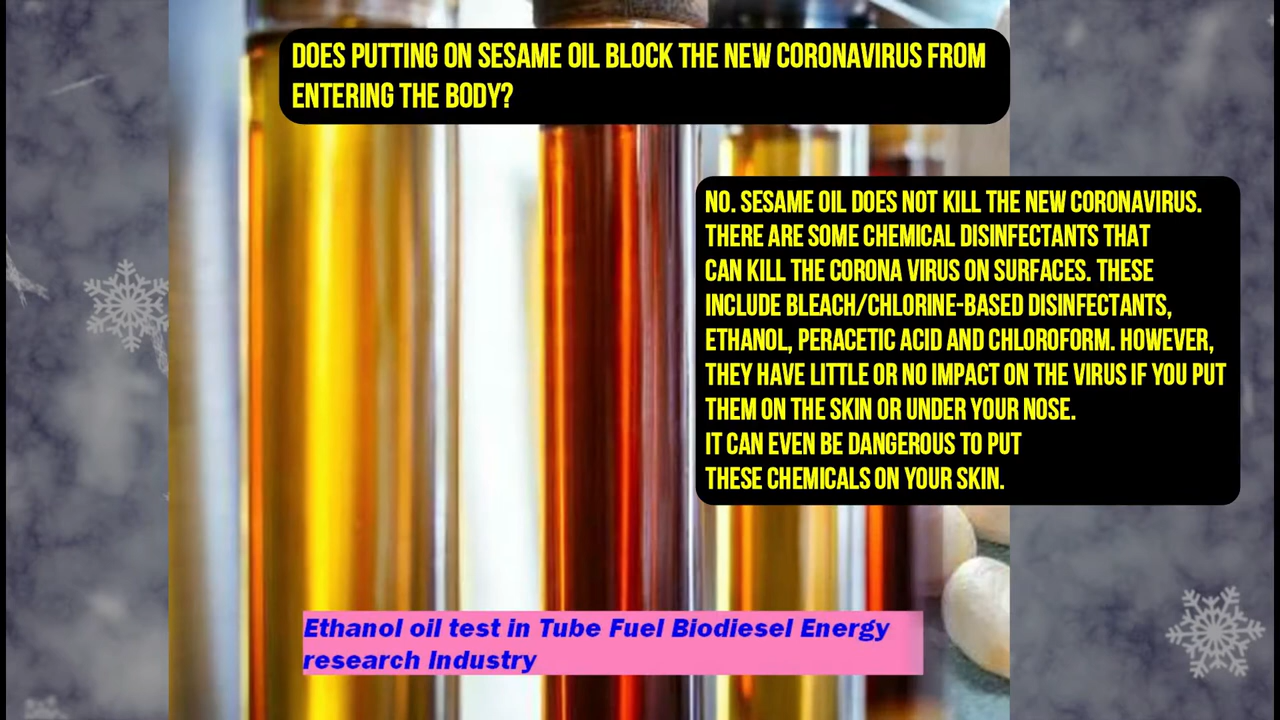 DOES PUTTING ON SESAME OIL BLOCK THE NEW CORONAVIRUS FROM
ENTERING THE BODY?
NO. SESAME OIL DOES NOT KILL THE NEW CORONAVIRUS.
THERE ARE SOME CHEMICAL DISINFECTANTS THAT
CAN KILL THE CORONA VIRUS ON SURFACES. THESE
INCLUDE BLEACH/CHLORINE-BASED DISINFECTANTS,
ETHANOL, PERACETIC ACID AND CHLOROFORM. HOWEVER,
THEY HAVE LITTLE OR NO IMPACT ON THE VIRUS IF YOU PUT
THEM ON THE SKIN OR UNDER YOUR NOSE.
IT CAN EVEN BE DANGEROUS TO PUT
THESE CHEMICALS ON YOUR SKIN.
Ethanol oil test in Tube Fuel Biodiesel Energy
research Industry